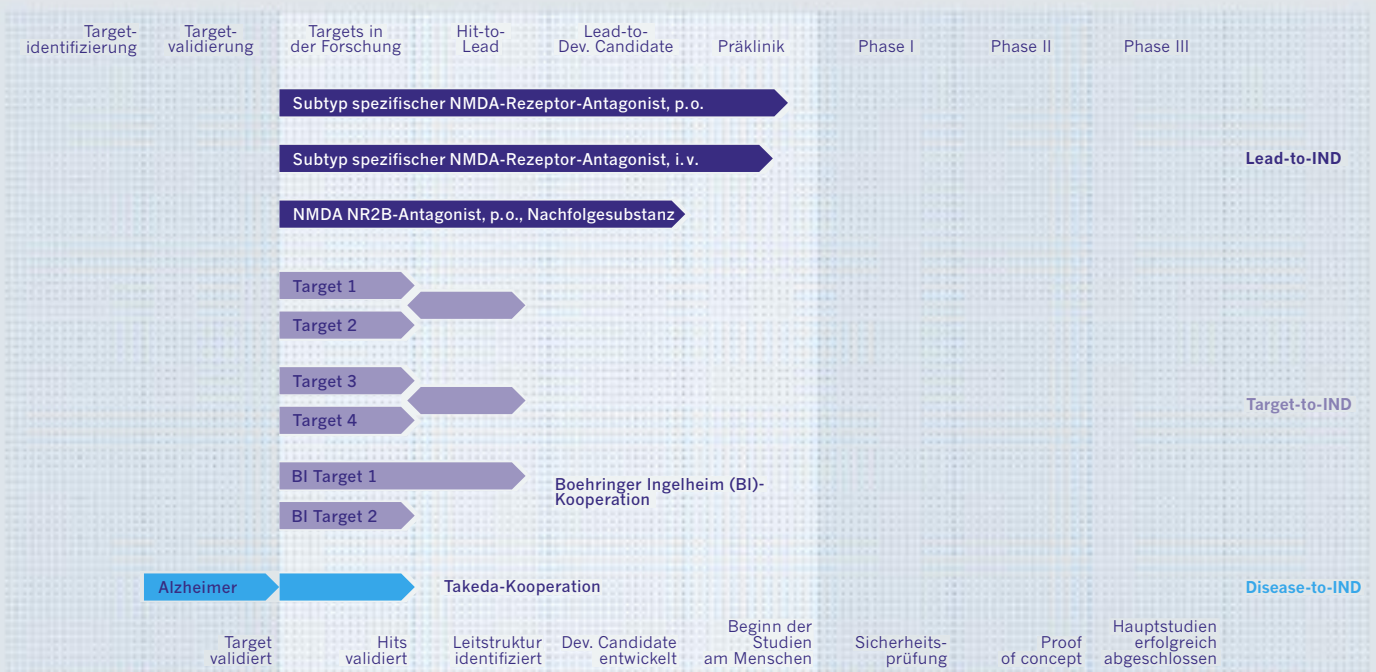 Target-
identifizierung
Target-
validierung
Targets in
der Forschung
Hit-to-
Lead
Lead-to-
Dev. Candidate
Präklinik
Phase I
Phase II
Phase III
Subtyp spezifischer NMDA-Rezeptor-Antagonist, p.o.
Subtyp spezifischer NMDA-Rezeptor-Antagonist, i.v.
Lead-to-IND
NMDA NR2B-Antagonist, p.o., Nachfolgesubstanz
Target 1
Target 2
Target 3
Target-to-IND
Target 4
BI Target 1
Boehringer Ingelheim (BI)-
Kooperation
BI Target 2
Alzheimer
Takeda-Kooperation
Disease-to-IND
Target
validiert
Hits
validiert
Leitstruktur
identifiziert
Dev. Candidate
entwickelt
Beginn der
Studien
am Menschen
Sicherheits-
prüfung
Proof
of concept
Hauptstudien
erfolgreich
abgeschlossen